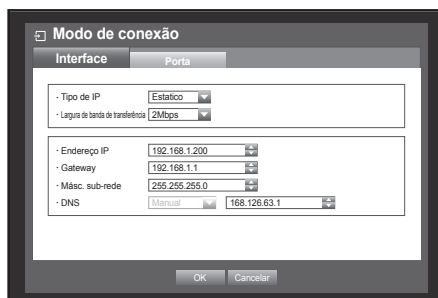 Modo de conexão
Interface Porta
· Tipo de IP Estatico
· Largura de banda de transferência 2Mbps
· Endereço IP 192.168.1.200
· Gateway 192.168.1.1
· Másc. sub-rede 255.255.255.0
· DNS Manual 168.126.63.1
OK Cancelar